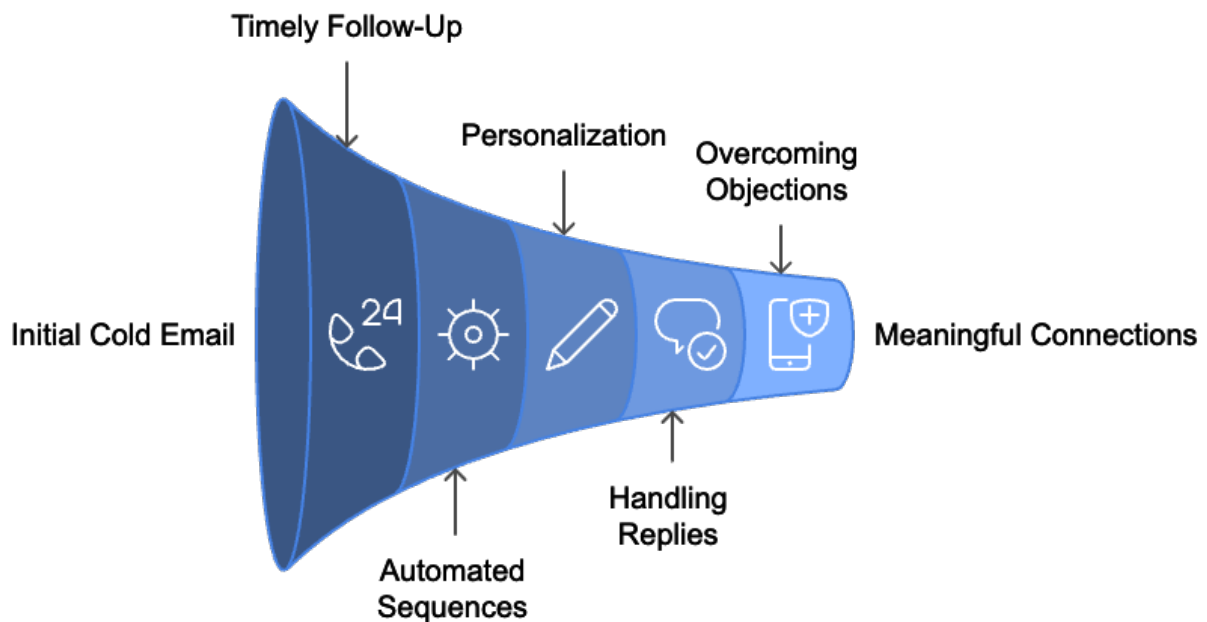 Timely Follow-Up
Personalization
Overcoming
Objections
24
Initial Cold Email
Meaningful Connections
Handling
Replies
Automated
Sequences